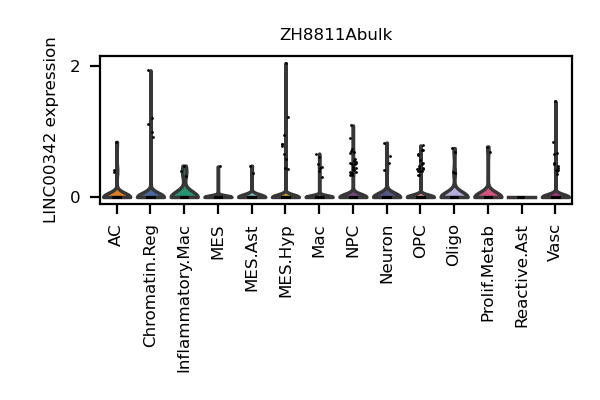 ZH8811Abulk
LINC00342 expression
2
0
AC
Chromatin.Reg
Inflammatory.Mac
MES
MES.Ast
MES.Hyp
Mac
NPC
Neuron
OPC
Oligo
Prolif.Metab
Reactive.Ast
Vasc